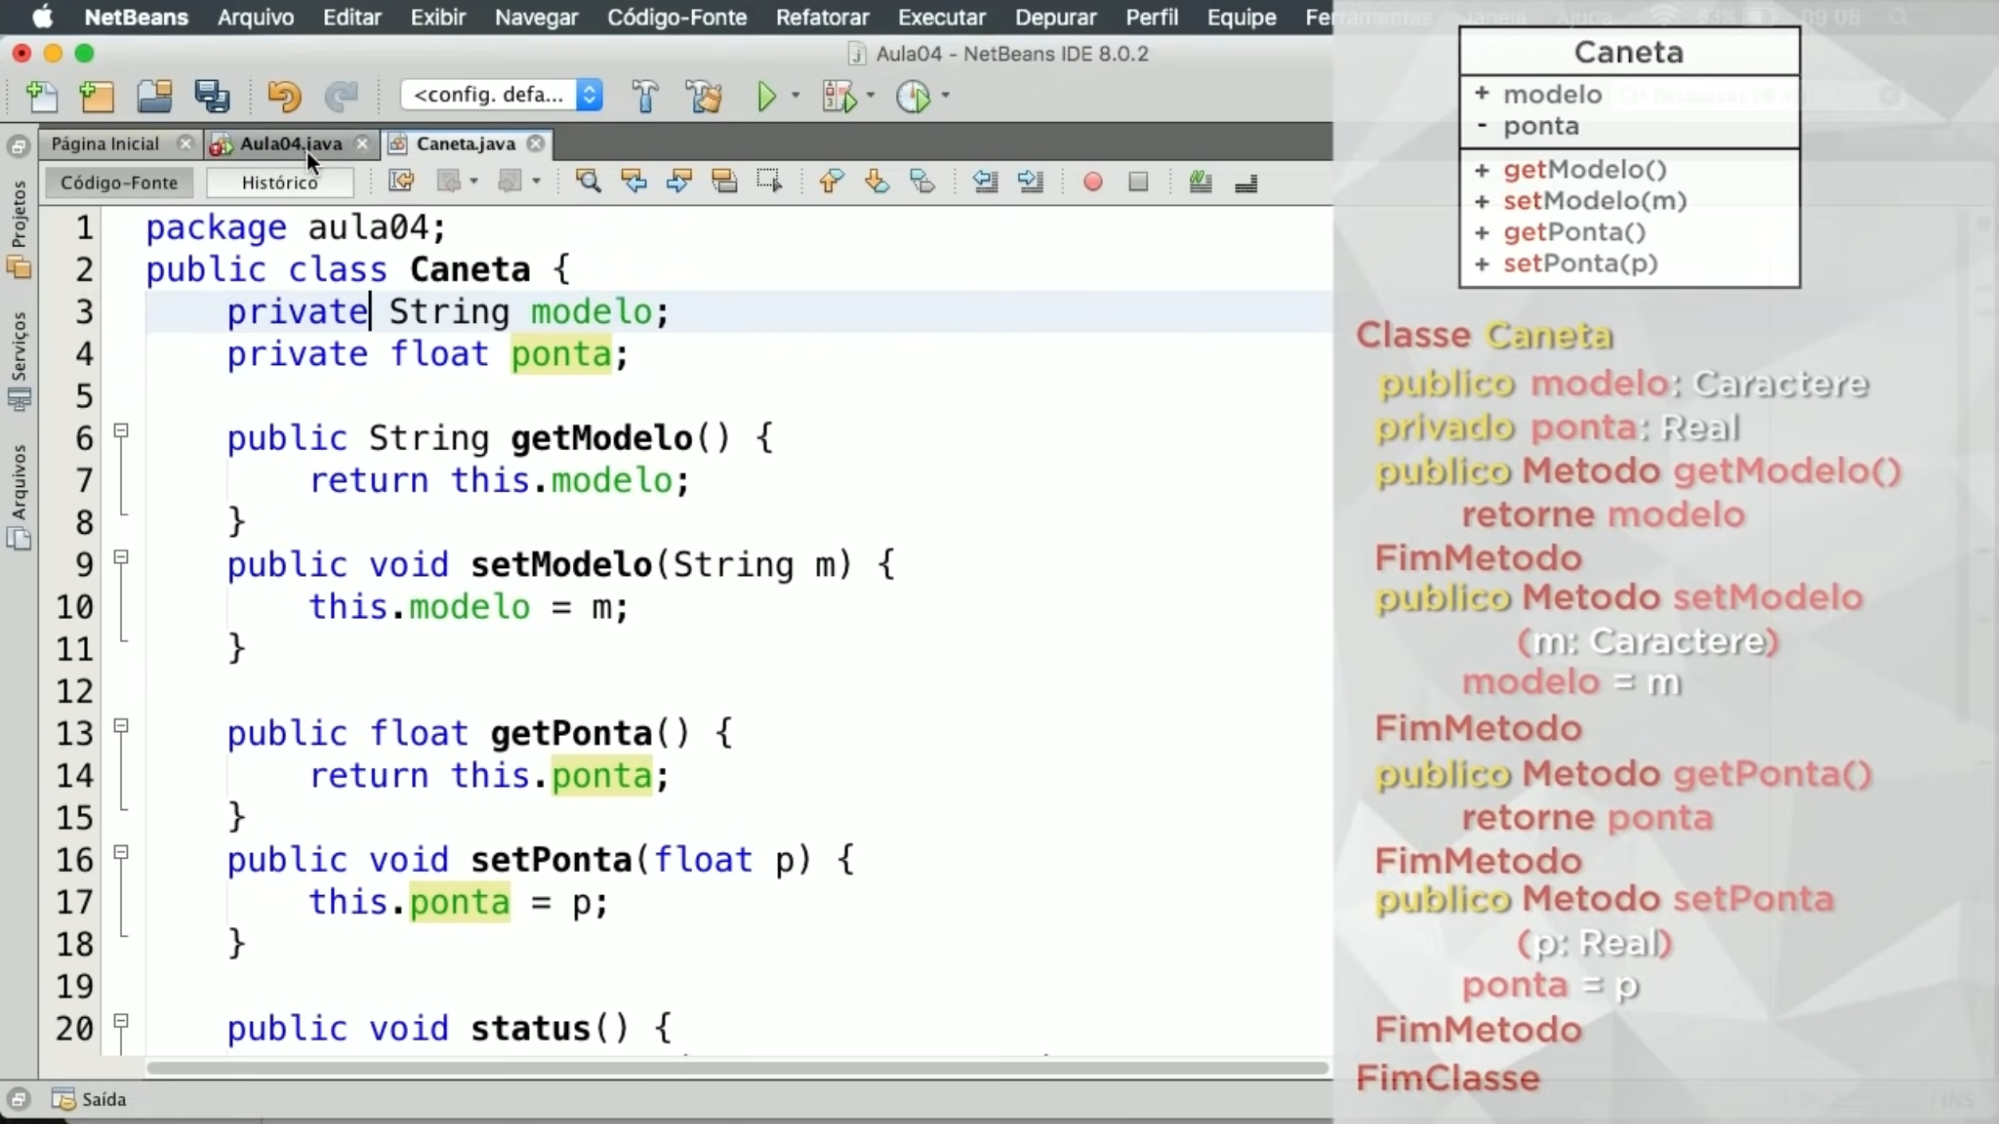 NetBeans Arquivo Editar Exibir Navegar Código-Fonte Refatorar Executar Depurar Perfil Equipe Ferramentas Janela Ajuda
Aula04 - NetBeans IDE 8.0.2
<config. defa...
Página Inicial Aula04.java Caneta.java
Código-Fonte Histórico
Projetos
Serviços
Arquivos
1 package aula04;
2 public class Caneta {
3 private String modelo;
4 private float ponta;
5
6 public String getModelo() {
7 return this.modelo;
8 }
9 public void setModelo(String m) {
10 this.modelo = m;
11 }
12
13 public float getPonta() {
14 return this.ponta;
15 }
16 public void setPonta(float p) {
17 this.ponta = p;
18 }
19
20 public void status() {
Saída
Caneta
+ modelo
- ponta
+ getModelo()
+ setModelo(m)
+ getPonta()
+ setPonta(p)
Classe Caneta
publico modelo: Caractere
privado ponta: Real
publico Metodo getModelo()
retorne modelo
FimMetodo
publico Metodo setModelo
(m: Caractere)
modelo = m
FimMetodo
publico Metodo getPonta()
retorne ponta
FimMetodo
publico Metodo setPonta
(p: Real)
ponta = p
FimMetodo
FimClasse
INS